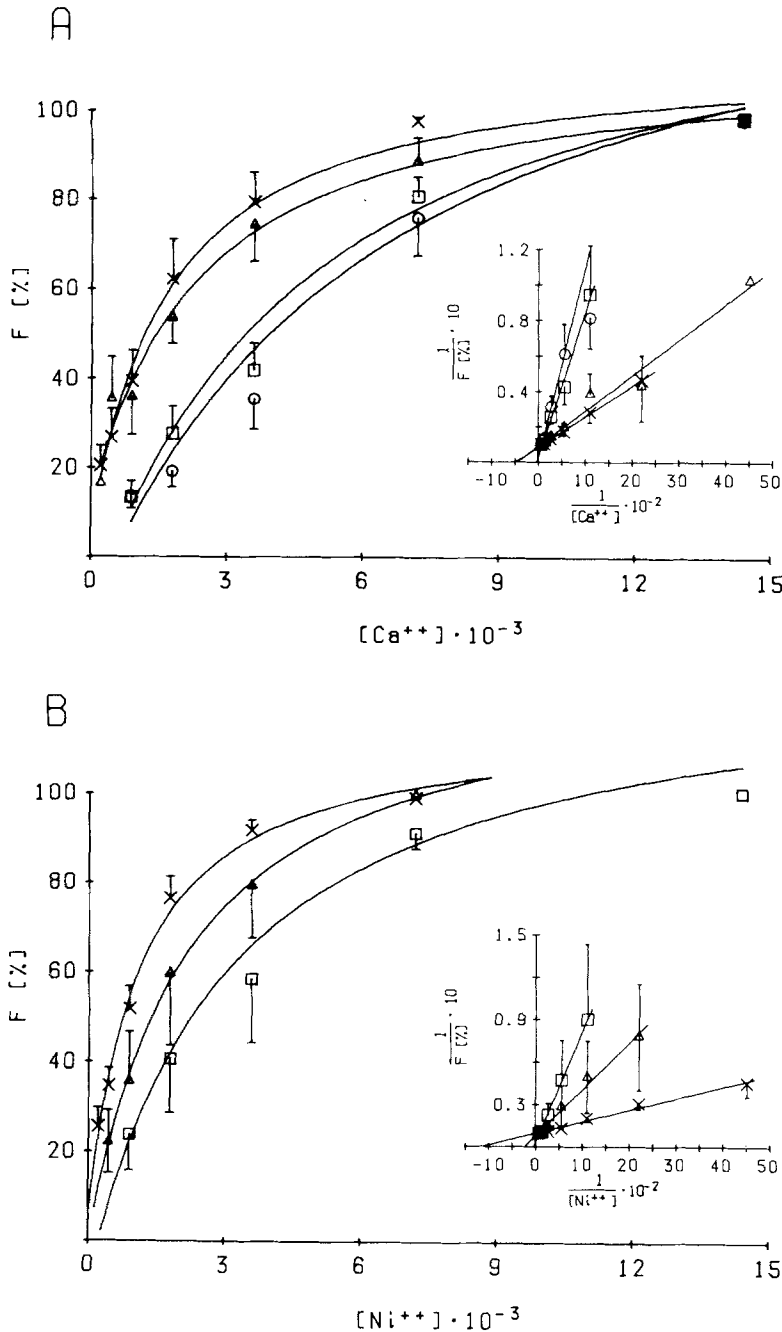 A
F [%]
100
80
60
40
20
0 3 6 9 12 15
[Ca⁺⁺]·10⁻³
1/F [%] · 10
1.2
0.8
0.4
-10 0 10 20 30 40 50
1/[Ca⁺⁺] ·10⁻²
B
F [%]
100
80
60
40
20
0 3 6 9 12 15
[Ni⁺⁺]·10⁻³
1/F [%] · 10
1.5
0.9
0.3
-10 0 10 20 30 40 50
1/[Ni⁺⁺] ·10⁻²